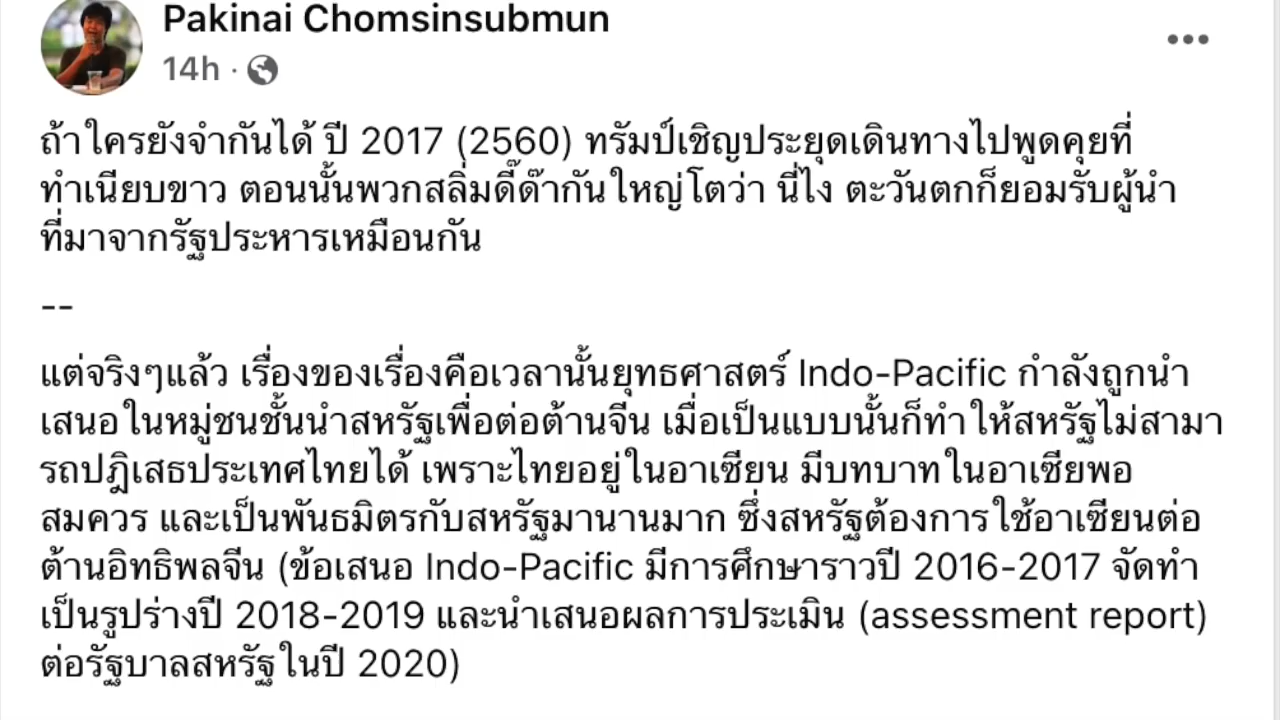 Pakinai Chomsinsubmun
14h ·
ถ้าใครยังจำกันได้ ปี 2017 (2560) ทรัมป์เชิญประยุดเดินทางไปพูดคุยที่
ทำเนียบขาว ตอนนั้นพวกสลิ่มดี๊ด๊ากันใหญ่โตว่า นี่ไง ตะวันตกก็ยอมรับผู้นำ
ที่มาจากรัฐประหารเหมือนกัน
--
แต่จริงๆแล้ว เรื่องของเรื่องคือเวลานั้นยุทธศาสตร์ Indo-Pacific กำลังถูกนำ
เสนอในหมู่ชนชั้นนำสหรัฐเพื่อต่อต้านจีน เมื่อเป็นแบบนั้นก็ทำให้สหรัฐไม่สามา
รถปฎิเสธประเทศไทยได้ เพราะไทยอยู่ในอาเซียน มีบทบาทในอาเซียพอ
สมควร และเป็นพันธมิตรกับสหรัฐมานานมาก ซึ่งสหรัฐต้องการใช้อาเซียนต่อ
ต้านอิทธิพลจีน (ข้อเสนอ Indo-Pacific มีการศึกษาราวปี 2016-2017 จัดทำ
เป็นรูปร่างปี 2018-2019 และนำเสนอผลการประเมิน (assessment report)
ต่อรัฐบาลสหรัฐในปี 2020)